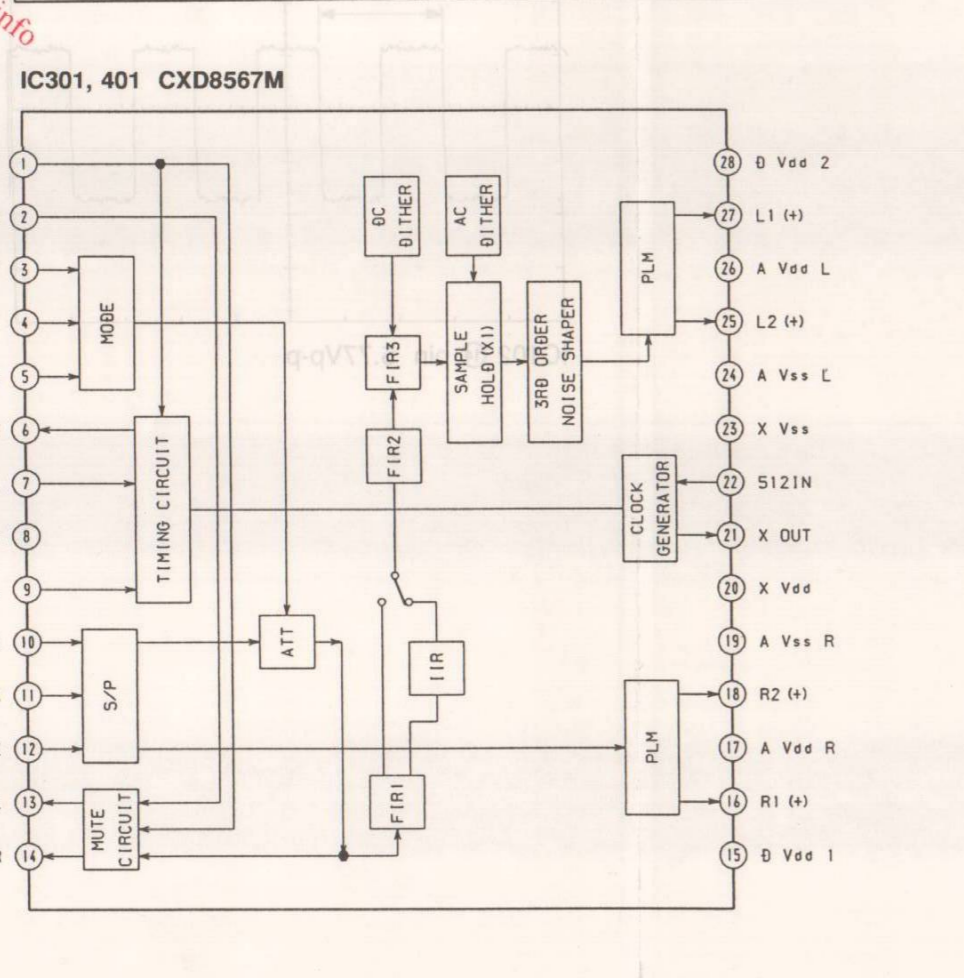 info
IC301, 401 CXD8567M
1
2
3
4
5
6
7
8
9
10
11
12
13
14
MODE
TIMING CIRCUIT
S/P
MUTE
CIRCUIT
ATT
DC
DITHER
AC
DITHER
FIR3
FIR2
IIR
FIR1
SAMPLE
HOLD(X1)
3RD ORDER
NOISE SHAPER
PLM
CLOCK
GENERATOR
PLM
28 D Vdd 2
27 L1 (+)
26 A Vdd L
25 L2 (+)
24 A Vss L
23 X Vss
22 512IN
21 X OUT
20 X Vdd
19 A Vss R
18 R2 (+)
17 A Vdd R
16 R1 (+)
15 D Vdd 1